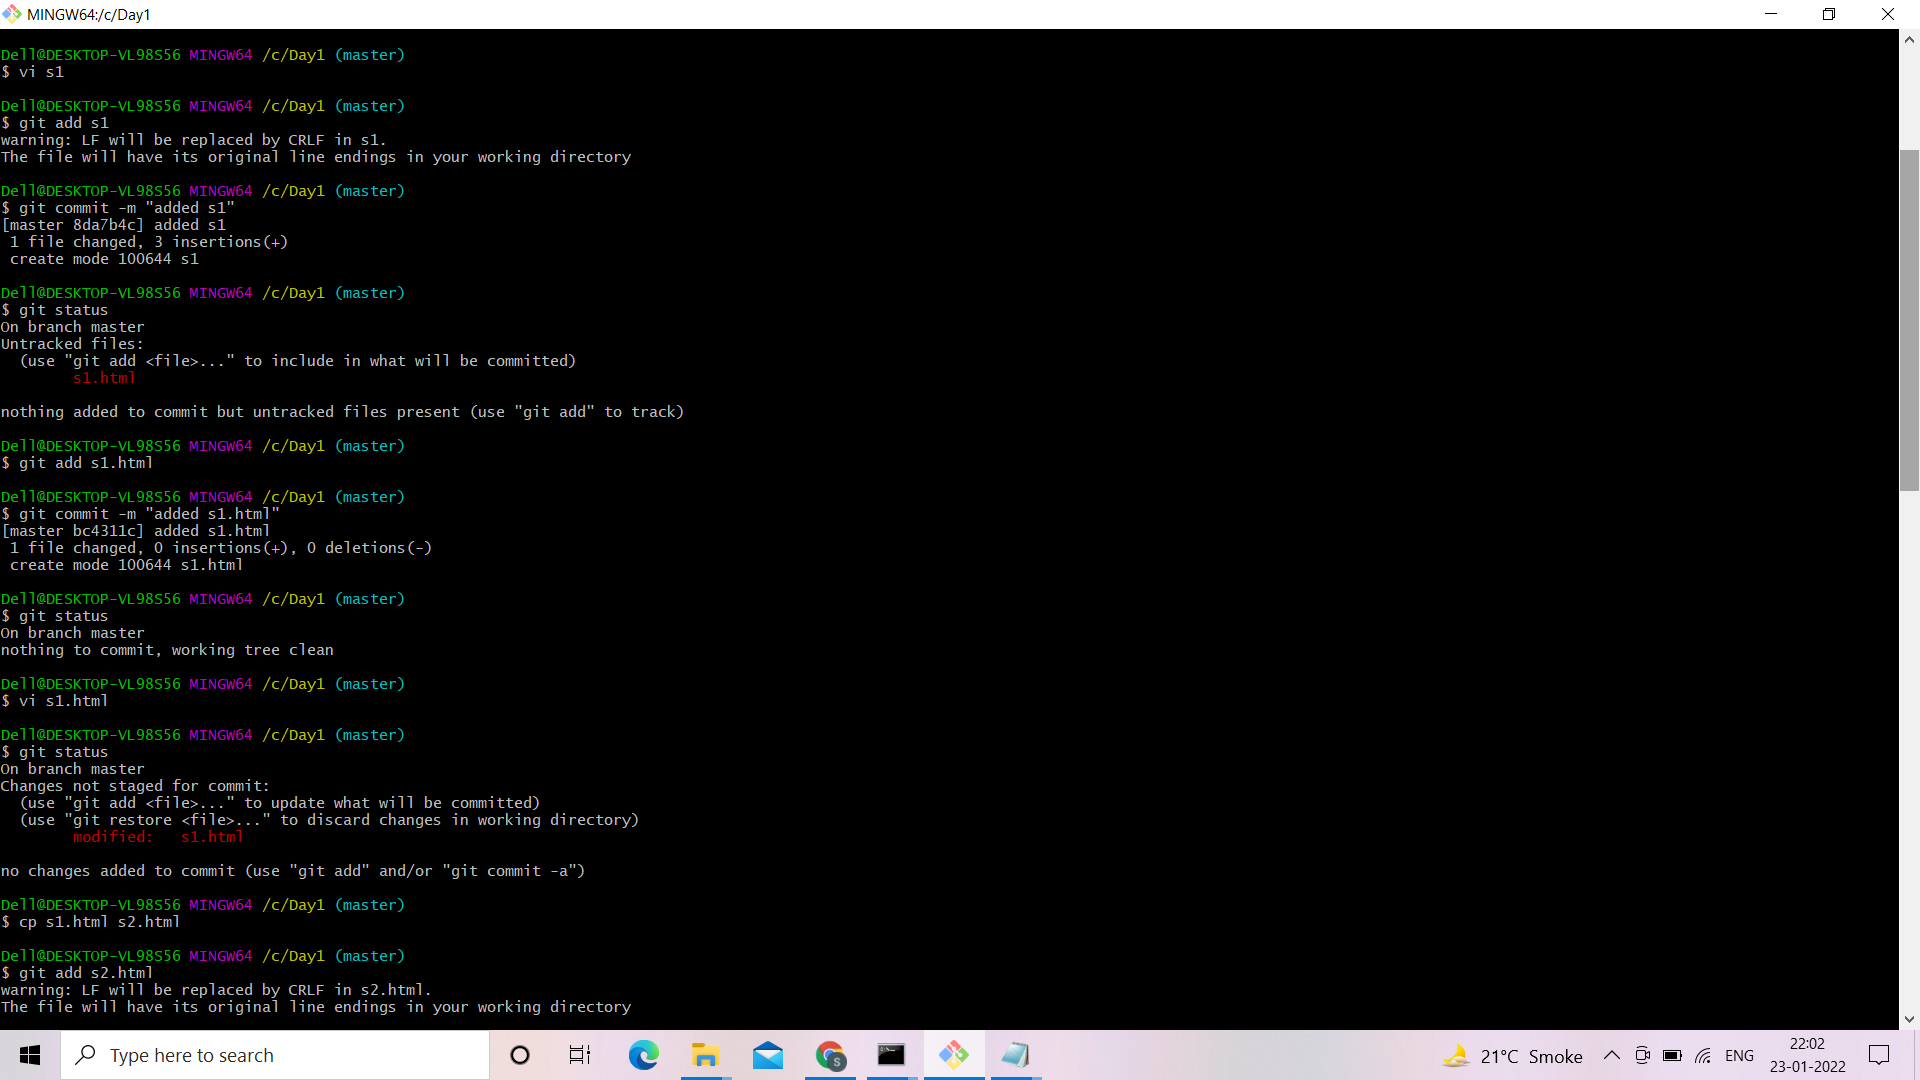 MINGW64:/c/Day1
Dell@DESKTOP-VL98S56 MINGW64 /c/Day1 (master)
$ vi s1
Dell@DESKTOP-VL98S56 MINGW64 /c/Day1 (master)
$ git add s1
warning: LF will be replaced by CRLF in s1.
The file will have its original line endings in your working directory
Dell@DESKTOP-VL98S56 MINGW64 /c/Day1 (master)
$ git commit -m "added s1"
[master 8da7b4c] added s1
 1 file changed, 3 insertions(+)
 create mode 100644 s1
Dell@DESKTOP-VL98S56 MINGW64 /c/Day1 (master)
$ git status
On branch master
Untracked files:
  (use "git add <file>..." to include in what will be committed)
        s1.html
nothing added to commit but untracked files present (use "git add" to track)
Dell@DESKTOP-VL98S56 MINGW64 /c/Day1 (master)
$ git add s1.html
Dell@DESKTOP-VL98S56 MINGW64 /c/Day1 (master)
$ git commit -m "added s1.html"
[master bc4311c] added s1.html
 1 file changed, 0 insertions(+), 0 deletions(-)
 create mode 100644 s1.html
Dell@DESKTOP-VL98S56 MINGW64 /c/Day1 (master)
$ git status
On branch master
nothing to commit, working tree clean
Dell@DESKTOP-VL98S56 MINGW64 /c/Day1 (master)
$ vi s1.html
Dell@DESKTOP-VL98S56 MINGW64 /c/Day1 (master)
$ git status
On branch master
Changes not staged for commit:
  (use "git add <file>..." to update what will be committed)
  (use "git restore <file>..." to discard changes in working directory)
        modified:   s1.html
no changes added to commit (use "git add" and/or "git commit -a")
Dell@DESKTOP-VL98S56 MINGW64 /c/Day1 (master)
$ cp s1.html s2.html
Dell@DESKTOP-VL98S56 MINGW64 /c/Day1 (master)
$ git add s2.html
warning: LF will be replaced by CRLF in s2.html.
The file will have its original line endings in your working directory
Type here to search
S
21°C Smoke
ENG
22:02
23-01-2022